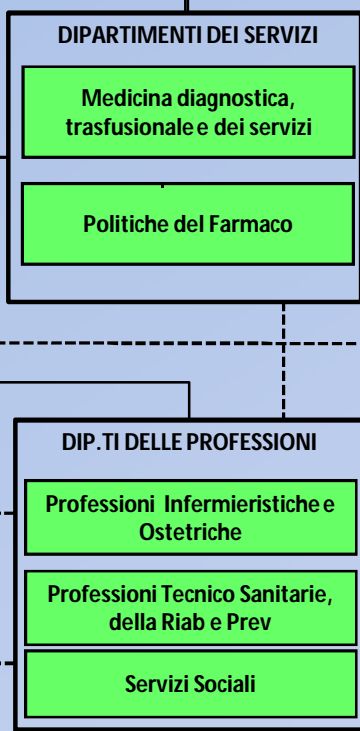 DIPARTIMENTI DEI SERVIZI
Medicina diagnostica,
trasfusionale e dei servizi
Politiche del Farmaco
DIP.TI DELLE PROFESSIONI
Professioni Infermieristiche e
Ostetriche
Professioni Tecnico Sanitarie,
della Riab e Prev
Servizi Sociali